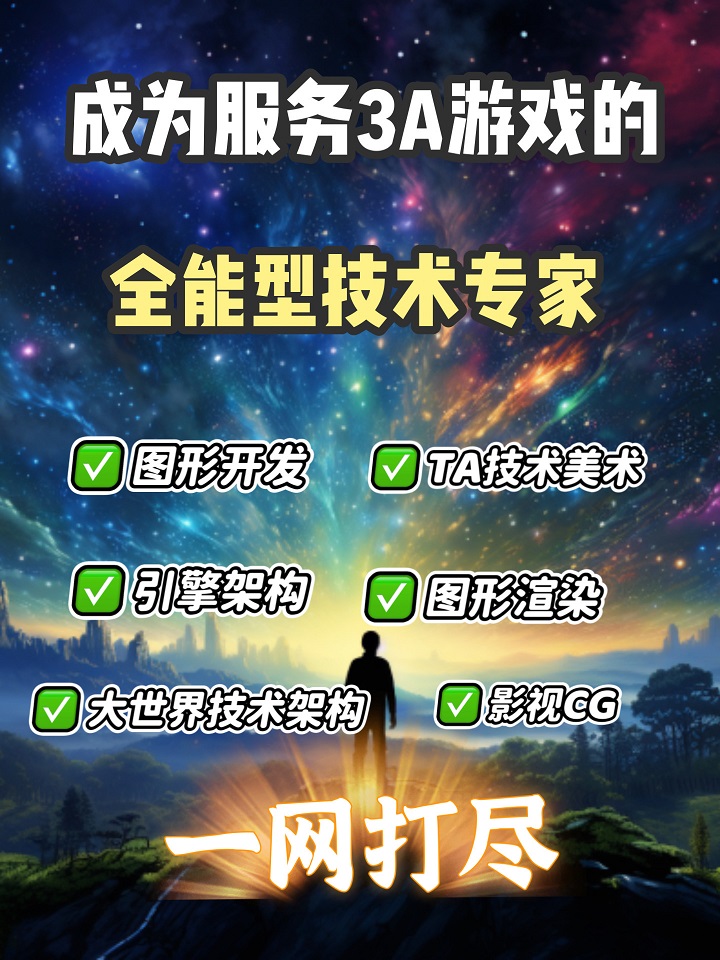 成为服务3A游戏的
全能型技术专家
✅图形开发
✅TA技术美术
✅引擎架构
✅图形渲染
✅大世界技术架构
✅影视CG
一网打尽